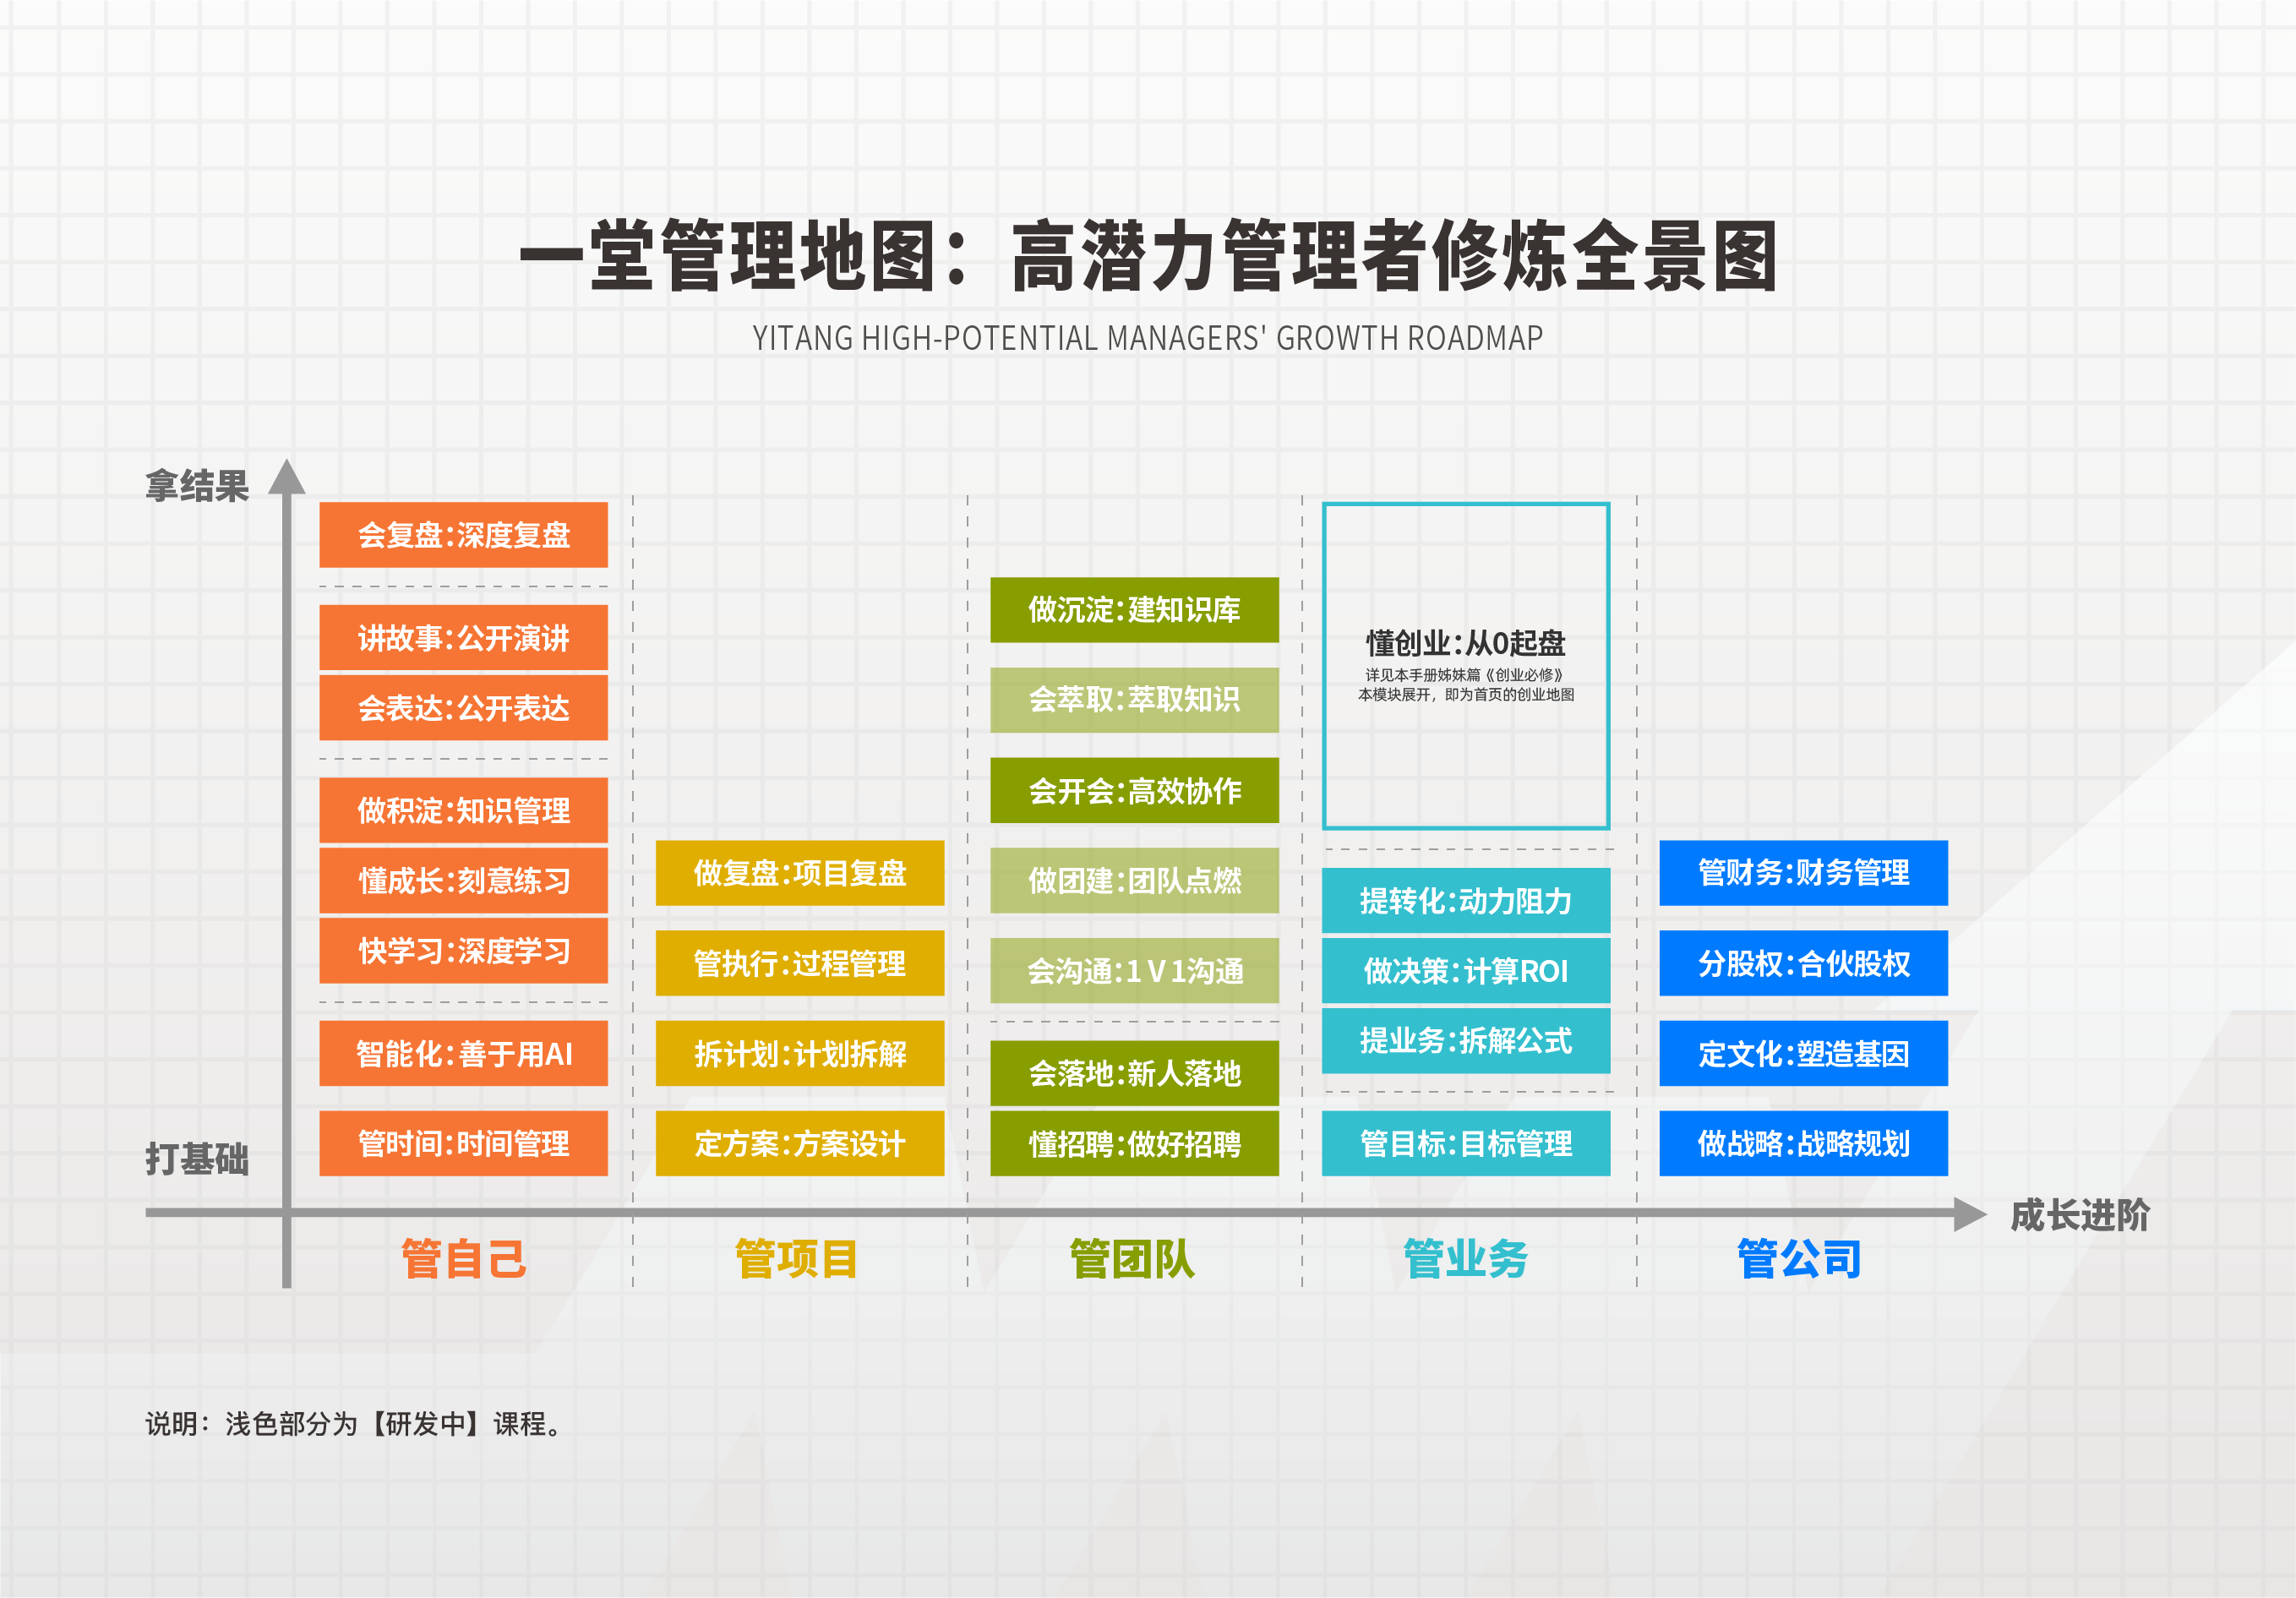 一堂管理地图：高潜力管理者修炼全景图
YITANG HIGH-POTENTIAL MANAGERS' GROWTH ROADMAP
拿结果
会复盘：深度复盘
讲故事：公开演讲
会表达：公开表达
做积淀：知识管理
懂成长：刻意练习
快学习：深度学习
智能化：善于用AI
管时间：时间管理
打基础
管自己
做复盘：项目复盘
管执行：过程管理
拆计划：计划拆解
定方案：方案设计
管项目
做沉淀：建知识库
会萃取：萃取知识
会开会：高效协作
做团建：团队点燃
会沟通：1 V 1沟通
会落地：新人落地
懂招聘：做好招聘
管团队
懂创业：从0起盘
详见本手册姊妹篇《创业必修》
本模块展开，即为首页的创业地图
提转化：动力阻力
做决策：计算ROI
提业务：拆解公式
管目标：目标管理
管业务
管财务：财务管理
分股权：合伙股权
定文化：塑造基因
做战略：战略规划
管公司
成长进阶
说明：浅色部分为【研发中】课程。